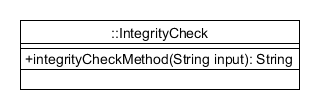 ::IntegrityCheck
+integrityCheckMethod(String input): String